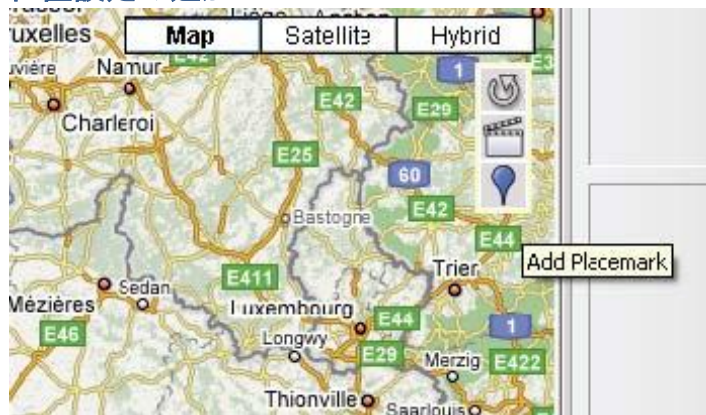 uxelles
Map Satellite Hybrid
Namur
E42
1
E3
Charleroi
E42
E29
E25
60
Bastogne
E42
E44
Add Placemark
E411
Trier
Sedan
Mézières
Luxembourg
E44
1
E46
Longwy
E29
Merzig E422
Thionville
Saarlouis